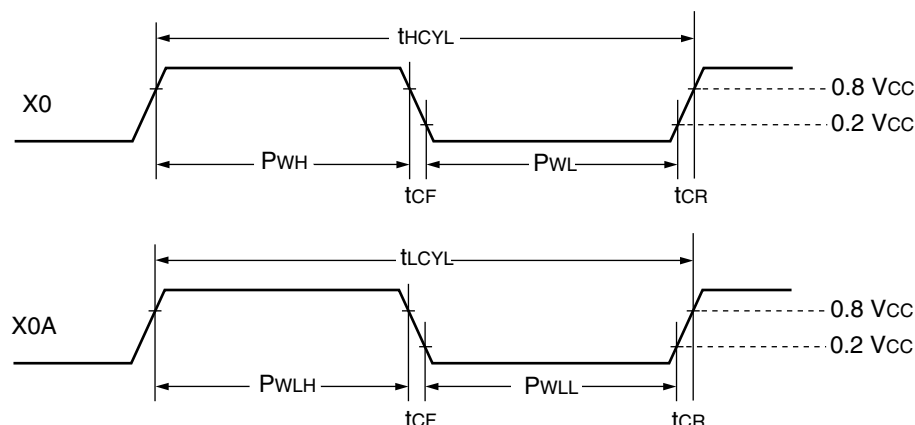 tHCYL
X0
0.8 VCC
0.2 VCC
PWH
PWL
tCF
tCR
tLCYL
X0A
0.8 VCC
0.2 VCC
PWLH
PWLL
tCF
tCR